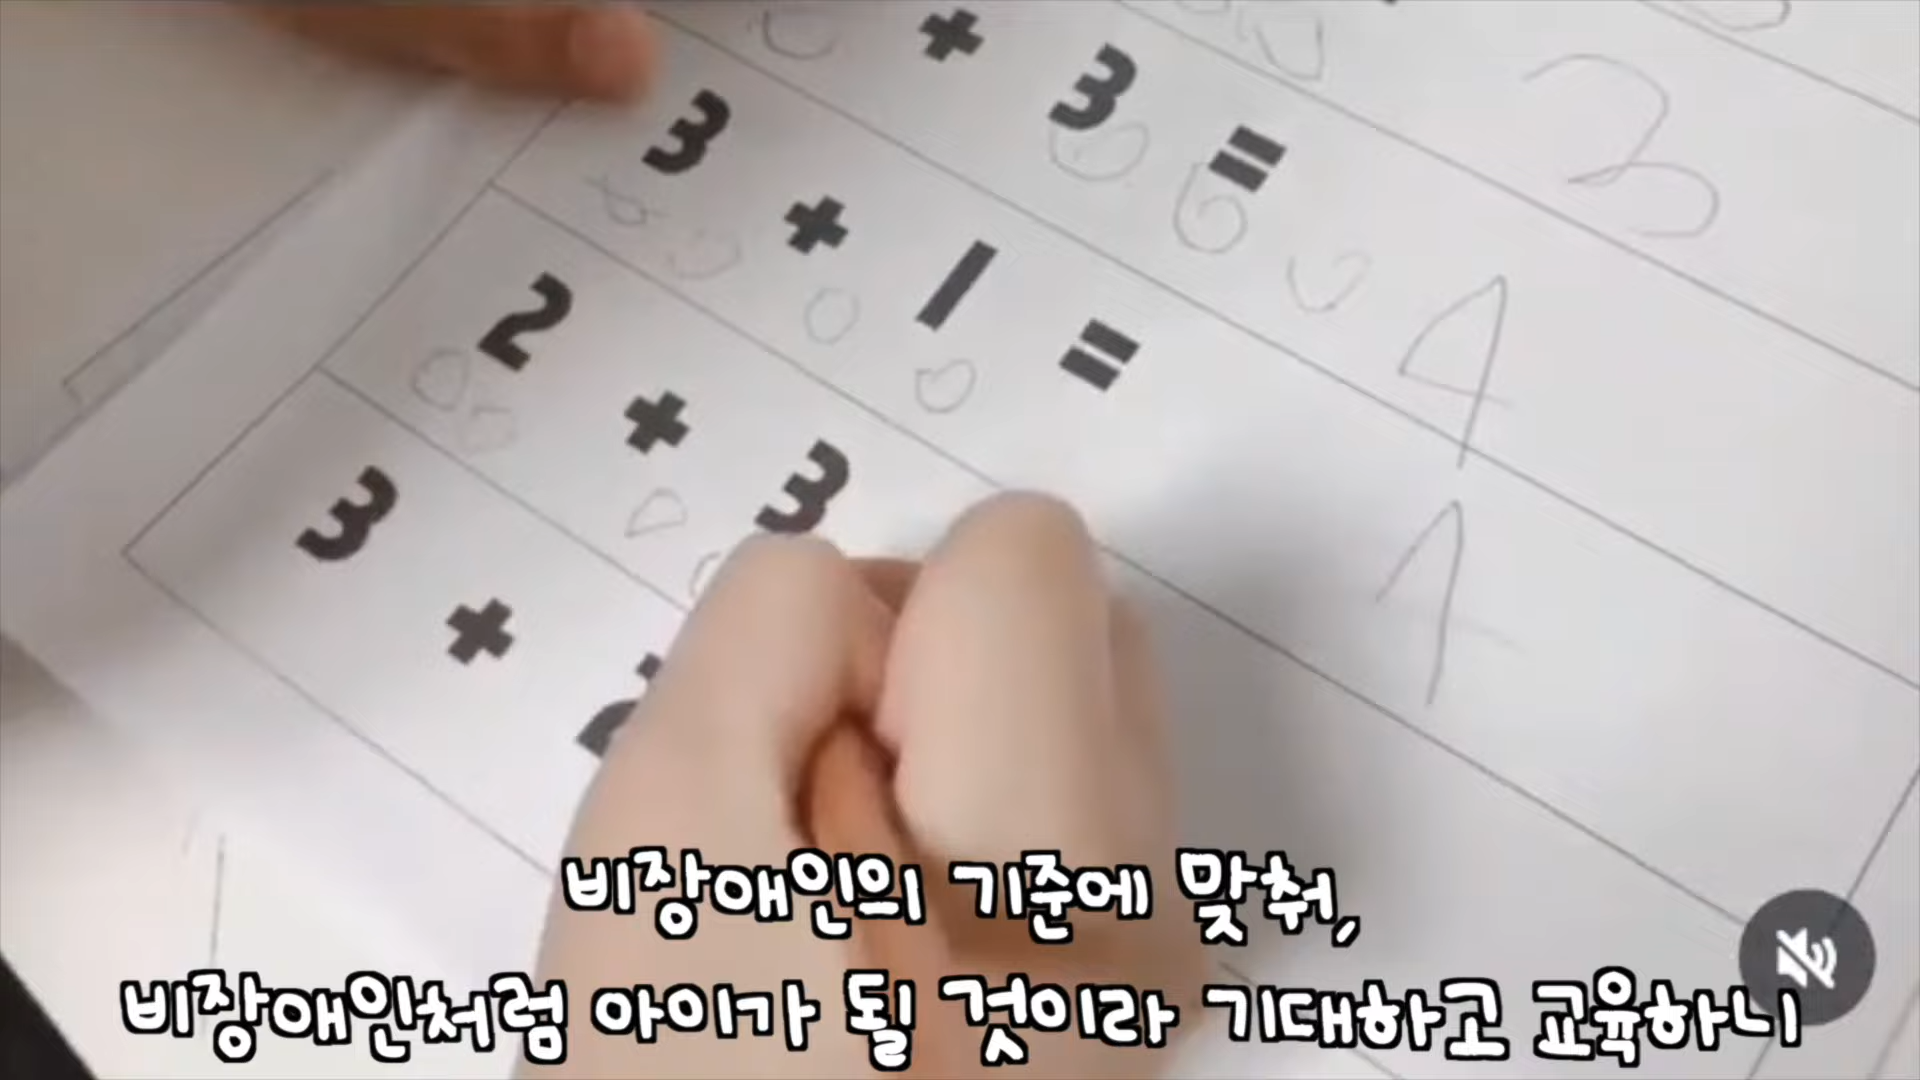 + 3 =
3
3 + 1 =
4
2 + 3
3 +
비장애인의 기준에 맞춰,
비장애인처럼 아이가 될 것이라 기대하고 교육하니